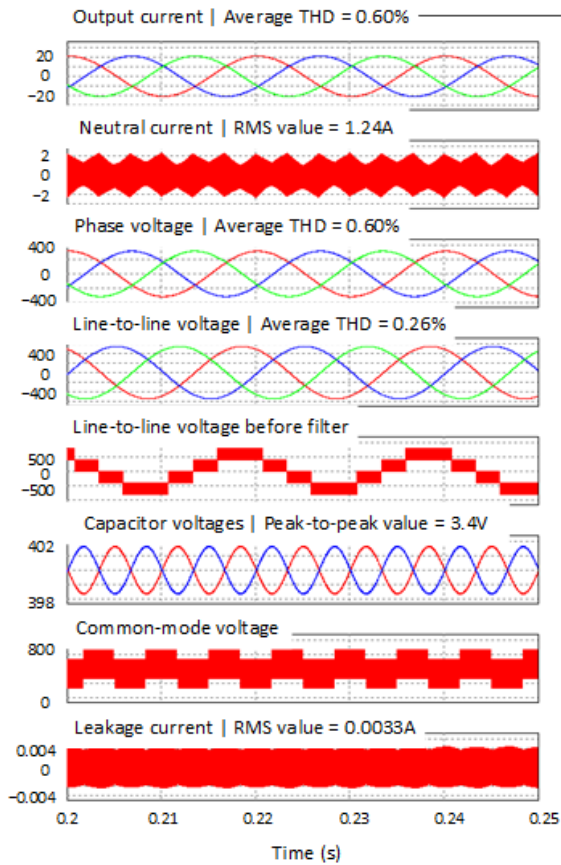 Output current | Average THD = 0.60%
20
0
−20
Neutral current | RMS value = 1.24A
2
0
−2
Phase voltage | Average THD = 0.60%
400
0
−400
Line-to-line voltage | Average THD = 0.26%
400
0
−400
Line-to-line voltage before filter
500
0
−500
Capacitor voltages | Peak-to-peak value = 3.4V
402
398
Common-mode voltage
800
0
Leakage current | RMS value = 0.0033A
0.004
0
−0.004
0.2 0.21 0.22 0.23 0.24 0.25
Time (s)